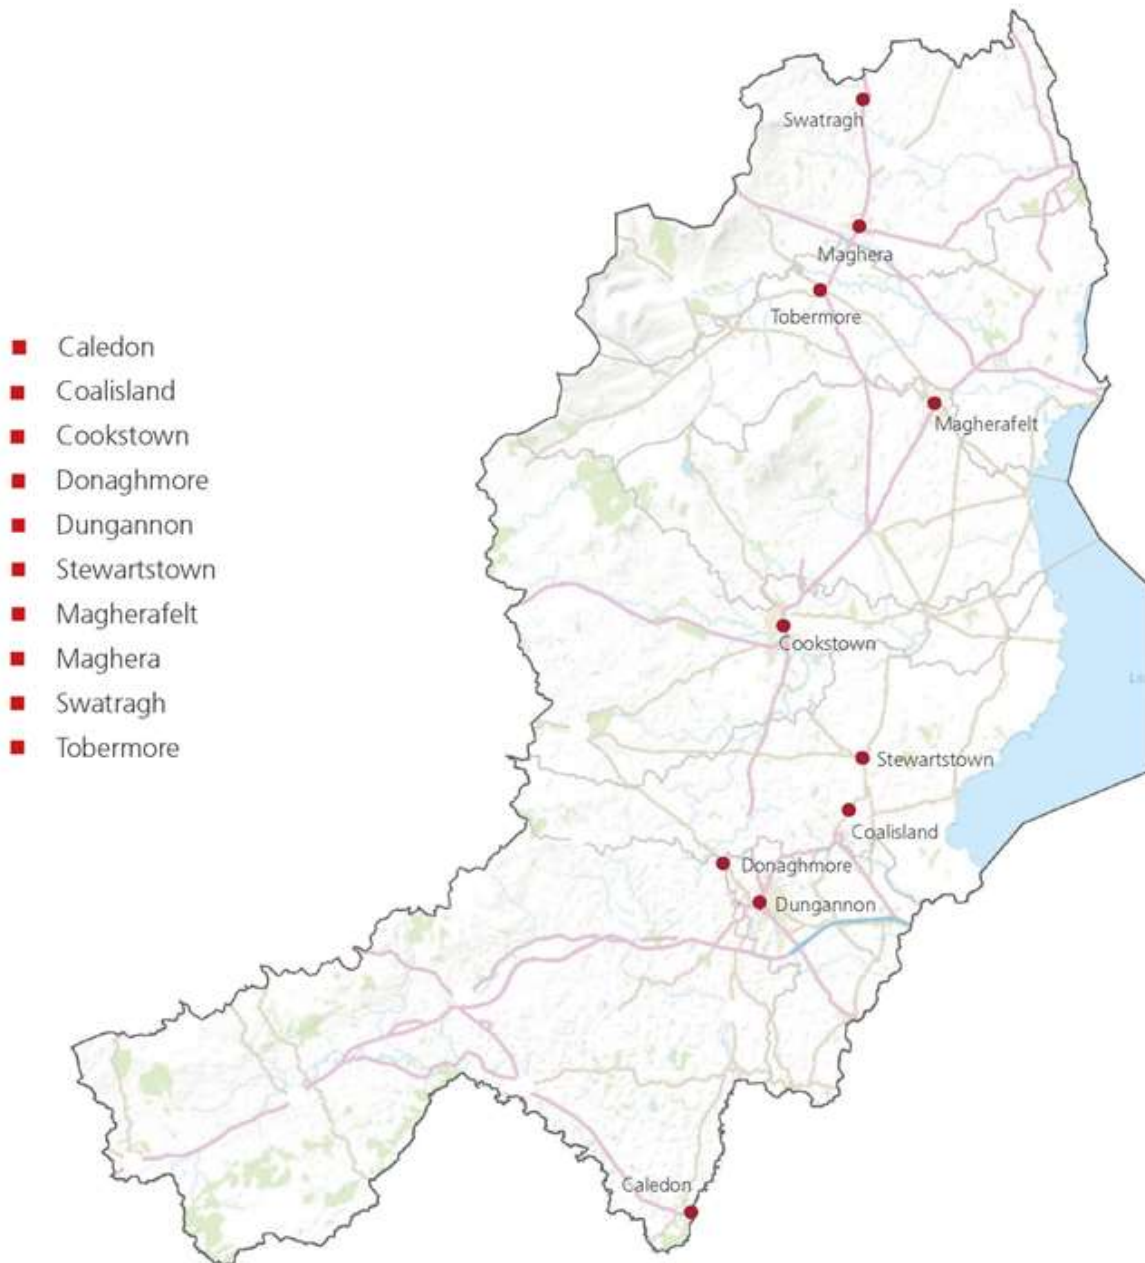 Caledon
Coalisland
Cookstown
Donaghmore
Dungannon
Stewartstown
Magherafelt
Maghera
Swatragh
Tobermore
Swatragh
Maghera
Tobermore
Magherafelt
Cookstown
Stewartstown
Coalisland
Donaghmore
Dungannon
Caledon